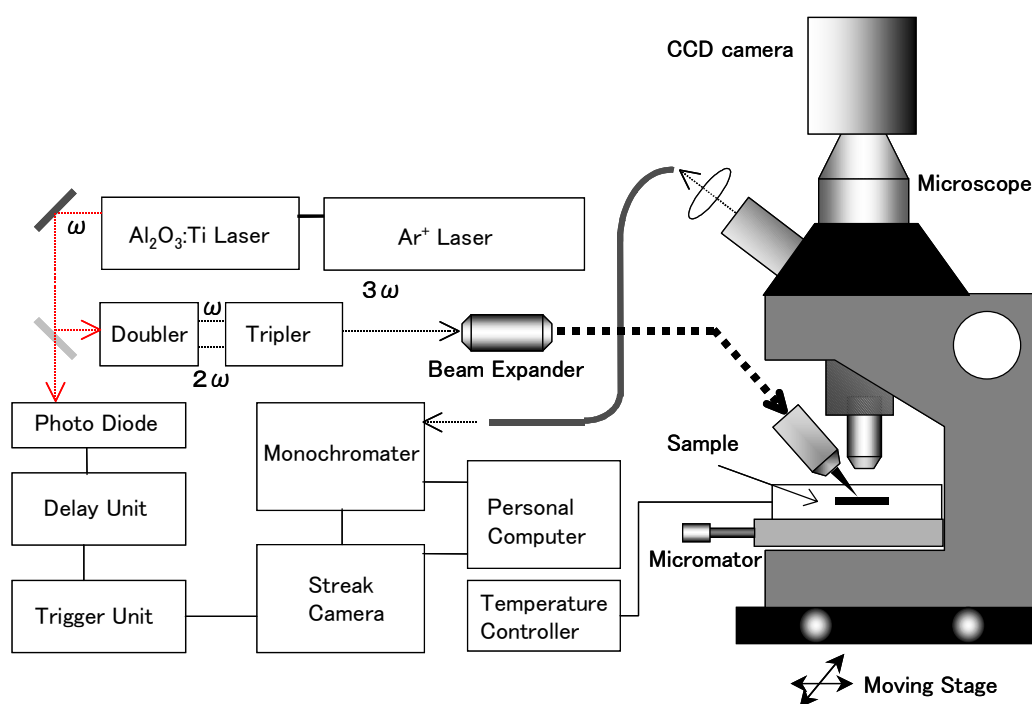 CCD camera
Microscope
ω
Al₂O₃:Ti Laser
Ar⁺ Laser
3ω
Doubler
ω
2ω
Tripler
Beam Expander
Photo Diode
Monochromater
Sample
Delay Unit
Personal
Computer
Micromator
Trigger Unit
Streak
Camera
Temperature
Controller
Moving Stage